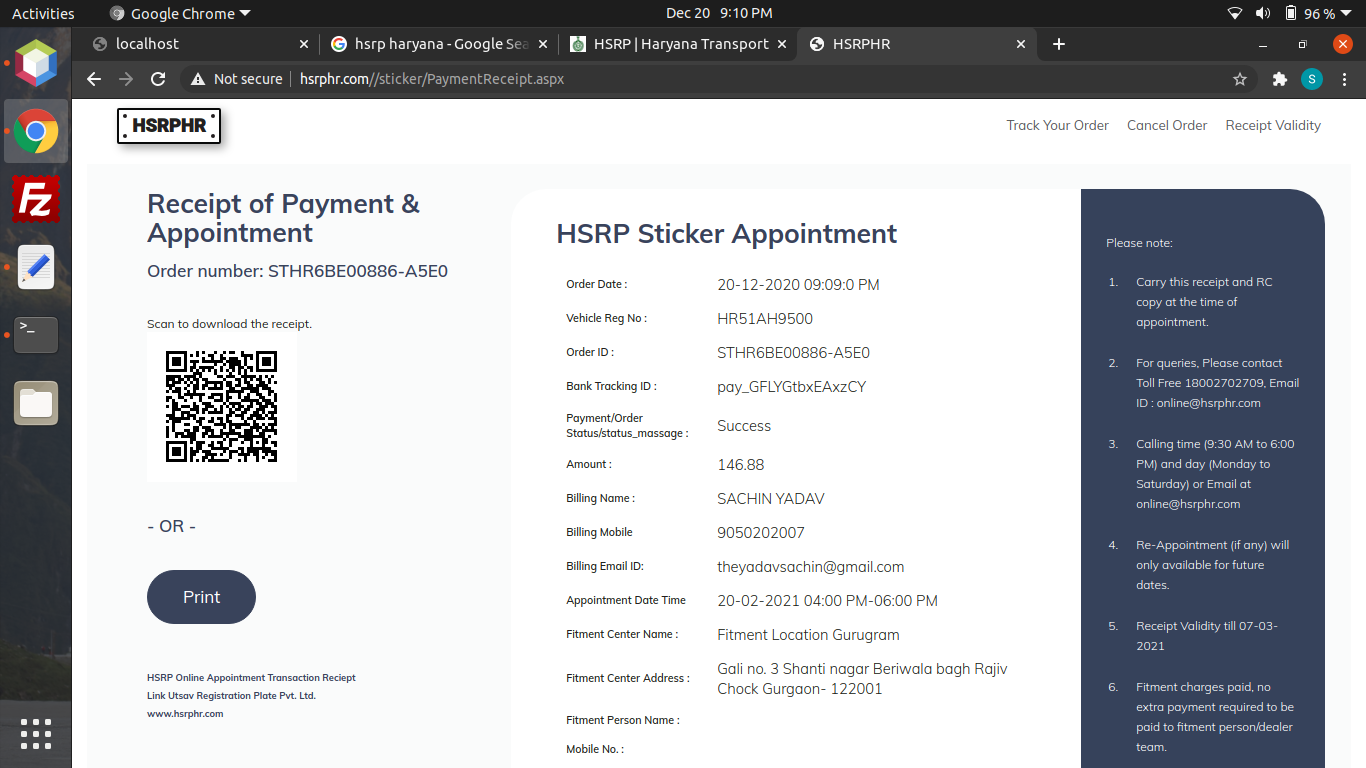 Activities
Google Chrome
Dec 20 9:10 PM
96 %
localhost
hsrp haryana - Google Sea
HSRP | Haryana Transport
HSRPHR
Not secure
hsrphr.com//sticker/PaymentReceipt.aspx
S
HSRPHR
Track Your Order
Cancel Order
Receipt Validity
Receipt of Payment &
Appointment
Order number: STHR6BE00886-A5E0
Scan to download the receipt.
- OR -
Print
HSRP Online Appointment Transaction Reciept
Link Utsav Registration Plate Pvt. Ltd.
www.hsrphr.com
HSRP Sticker Appointment
Order Date : 20-12-2020 09:09:0 PM
Vehicle Reg No : HR51AH9500
Order ID : STHR6BE00886-A5E0
Bank Tracking ID : pay_GFLYGtbxEAxzCY
Payment/Order
Status/status_massage : Success
Amount : 146.88
Billing Name : SACHIN YADAV
Billing Mobile 9050202007
Billing Email ID: theyadavsachin@gmail.com
Appointment Date Time 20-02-2021 04:00 PM-06:00 PM
Fitment Center Name : Fitment Location Gurugram
Fitment Center Address : Gali no. 3 Shanti nagar Beriwala bagh Rajiv
Chock Gurgaon- 122001
Fitment Person Name :
Mobile No. :
Please note:
1. Carry this receipt and RC
copy at the time of
appointment.
2. For queries, Please contact
Toll Free 18002702709, Email
ID : online@hsrphr.com
3. Calling time (9:30 AM to 6:00
PM) and day (Monday to
Saturday) or Email at
online@hsrphr.com
4. Re-Appointment (if any) will
only available for future
dates.
5. Receipt Validity till 07-03-
2021
6. Fitment charges paid, no
extra payment required to be
paid to fitment person/dealer
team.